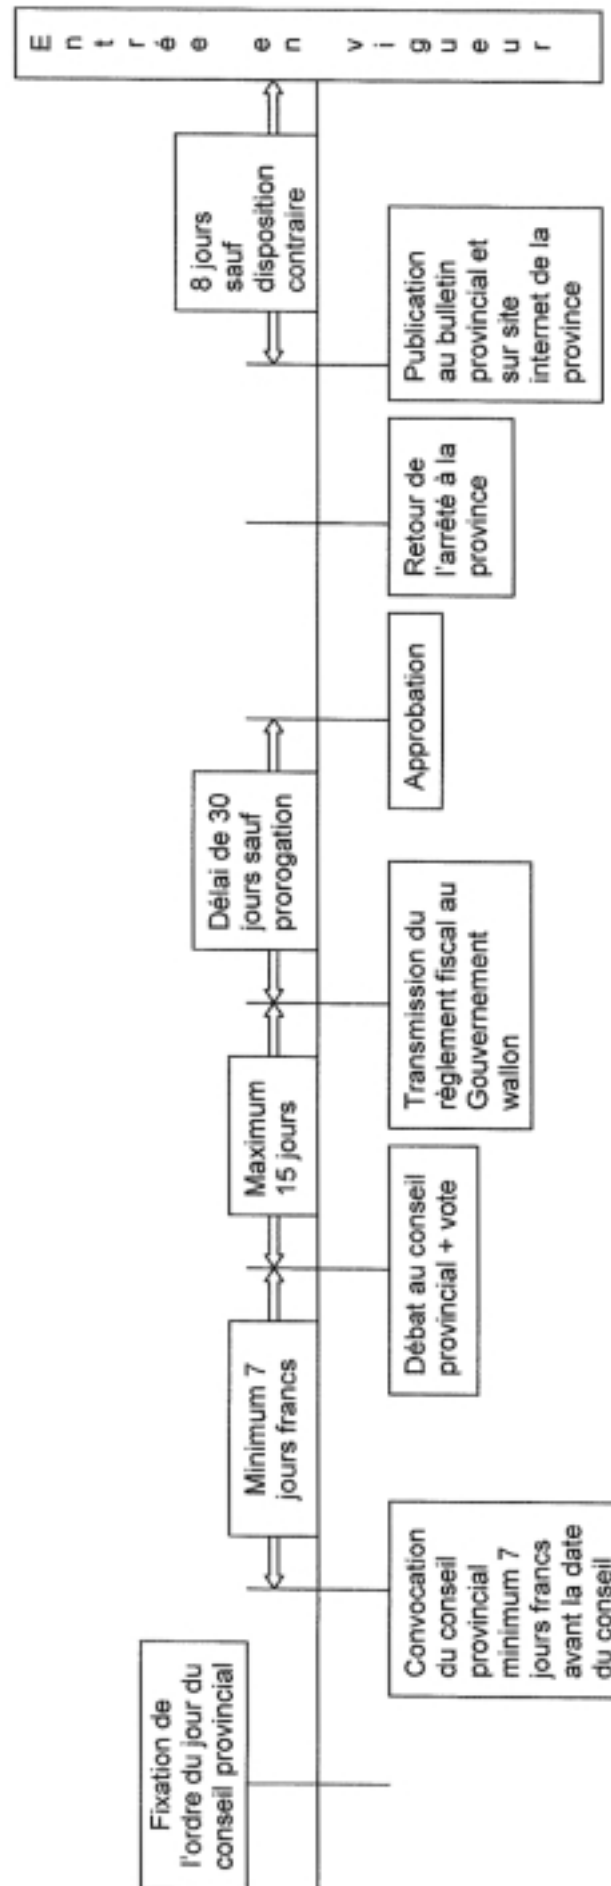 Fixation de
l'ordre du jour du
conseil provincial
Convocation
du conseil
provincial
minimum 7
jours francs
avant la date
du conseil
Minimum 7
jours francs
Débat au conseil
provincial + vote
Maximum
15 jours
Transmission du
règlement fiscal au
Gouvernement
wallon
Délai de 30
jours sauf
prorogation
Approbation
Retour de
l'arrêté à la
province
Publication
au bulletin
provincial et
sur site
internet de la
province
8 jours
sauf
disposition
contraire
Entrée en vigueur